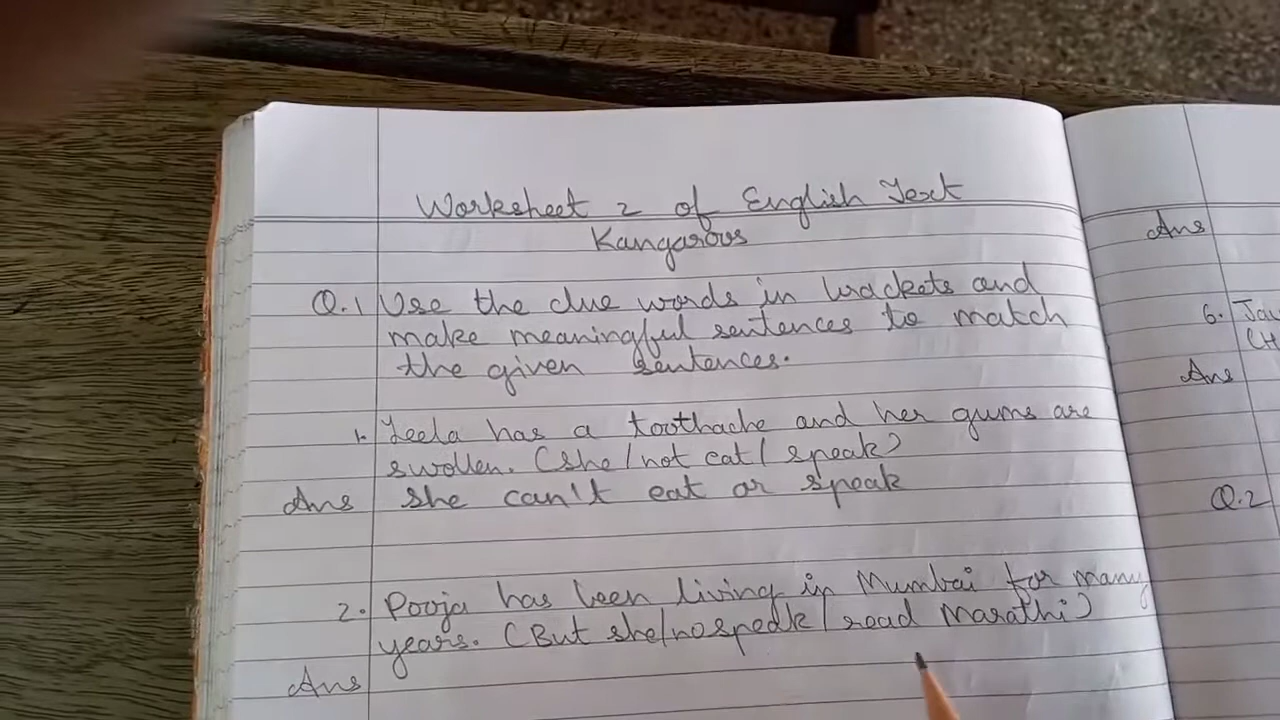 Worksheet 2 of English Text
Kangarous
Q.1 Use the clue words in brackets and
make meaningful sentences to match
the given sentences.
1. Leela has a toothache and her gums are
swollen. (she/not eat/ speak)
Ans she can't eat or speak
2. Pooja has been living in Mumbai for many
years. (But she/no speak/ read Marathi)
Ans
Ans
6.
Ans
Q.2